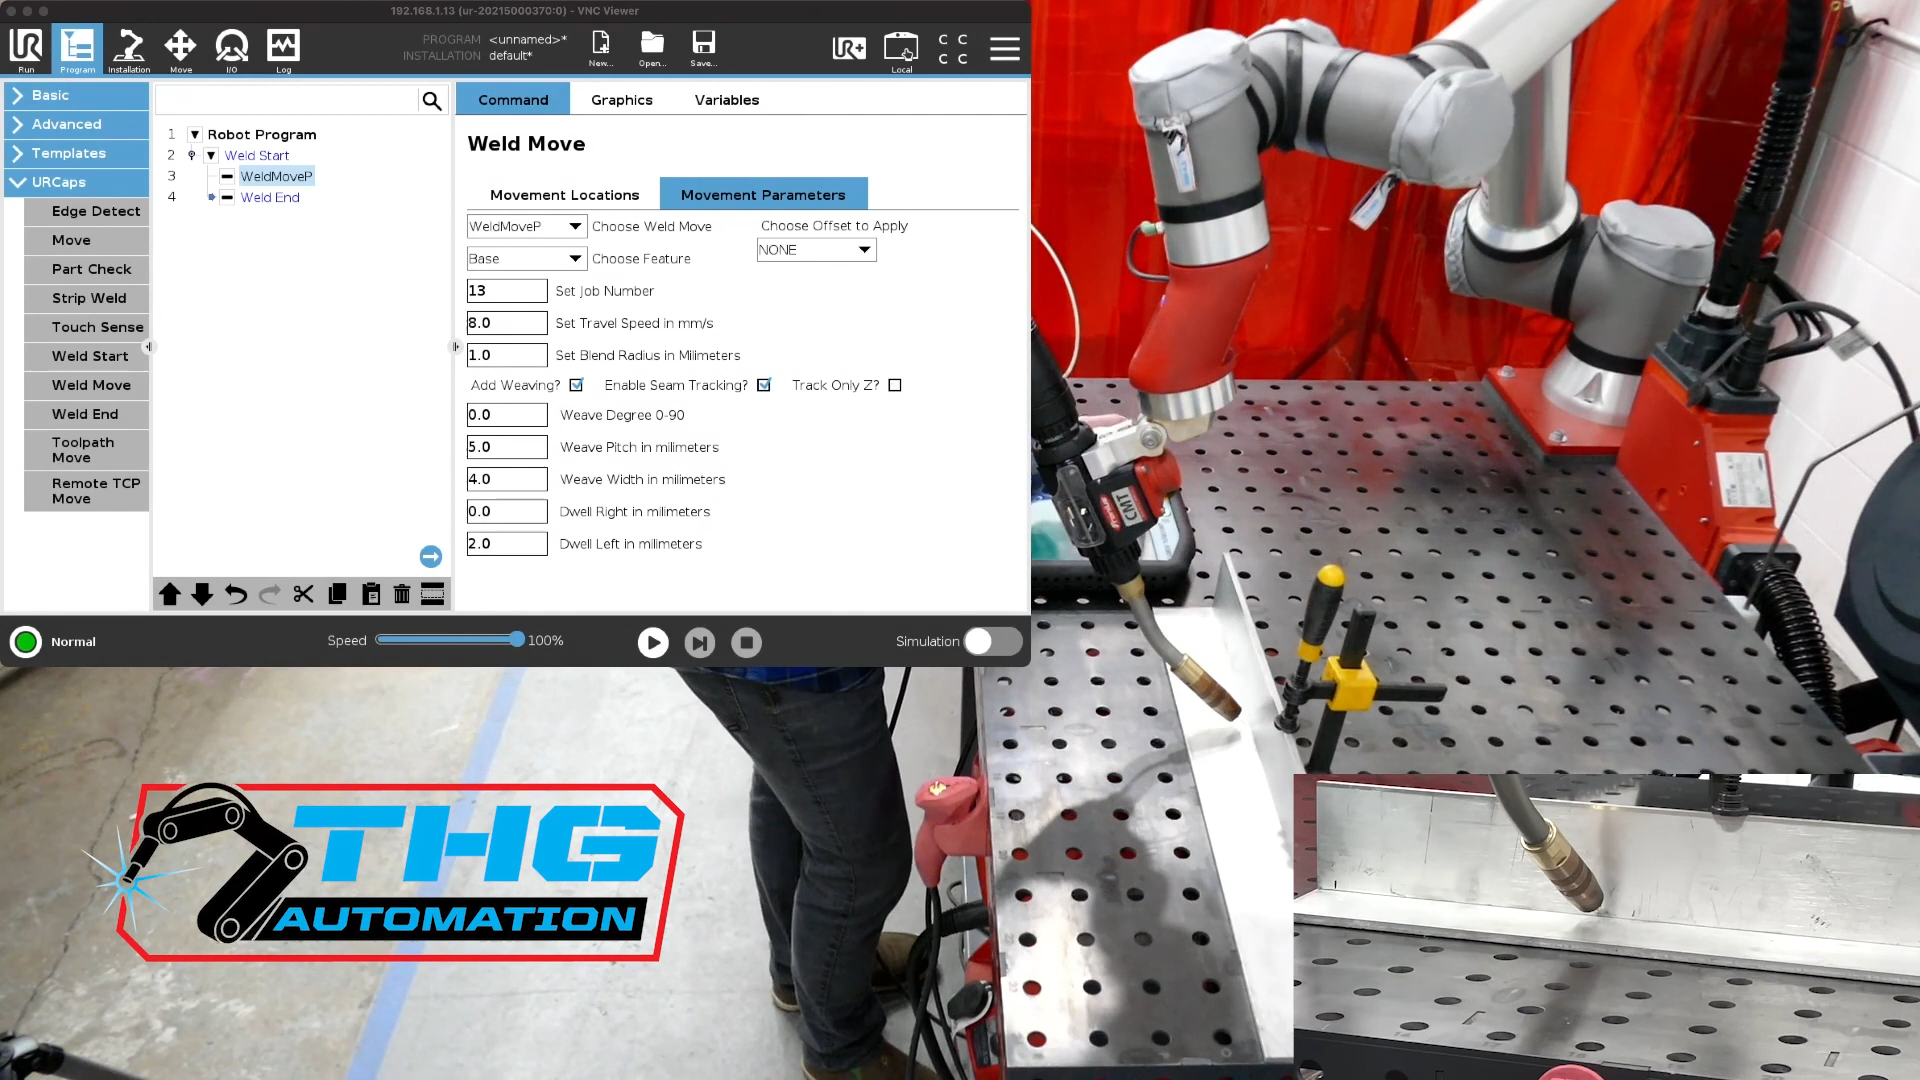 192.168.1.13 (ur-20215000370:0) - VNC Viewer
Run
Program
Installation
Move
I/O
Log
PROGRAM <unnamed>*
INSTALLATION default*
New...
Open...
Save...
UR+
Local
C C
C C
Basic
Advanced
Templates
URCaps
Edge Detect
Move
Part Check
Strip Weld
Touch Sense
Weld Start
Weld Move
Weld End
Toolpath
Move
Remote TCP
Move
1 Robot Program
2 Weld Start
3 WeldMoveP
4 Weld End
Command Graphics Variables
Weld Move
Movement Locations Movement Parameters
WeldMoveP Choose Weld Move Choose Offset to Apply
NONE
Base Choose Feature
13 Set Job Number
8.0 Set Travel Speed in mm/s
1.0 Set Blend Radius in Milimeters
Add Weaving? Enable Seam Tracking? Track Only Z?
0.0 Weave Degree 0-90
5.0 Weave Pitch in milimeters
4.0 Weave Width in milimeters
0.0 Dwell Right in milimeters
2.0 Dwell Left in milimeters
Normal
Speed 100%
Simulation
CMT
THG
AUTOMATION